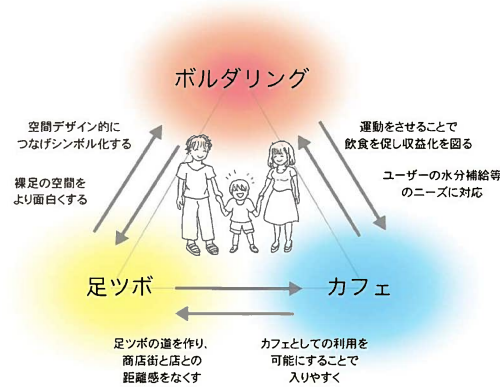 ボルダリング
空間デザイン的に
つなげシンボル化する
裸足の空間を
より面白くする
運動をさせることで
飲食を促し収益化を図る
ユーザーの水分補給等
のニーズに対応
足ツボ
カフェ
足ツボの道を作り、
商店街と店との
距離感をなくす
カフェとしての利用を
可能にすることで
入りやすく